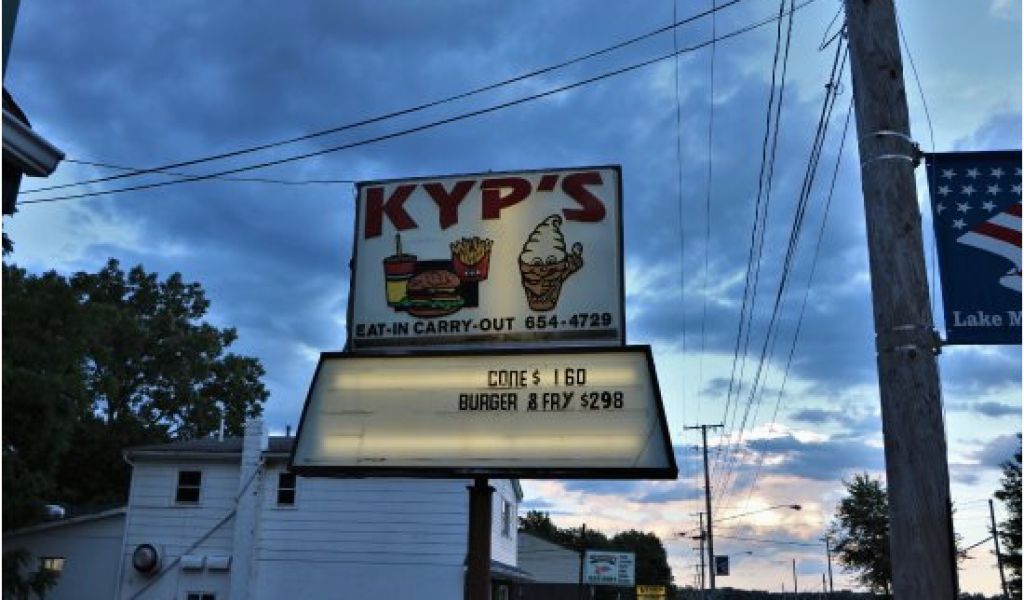 KYP'S
EAT-IN CARRY-OUT 654-4729
CONE$ 160
BURGER & FRY $298
Lake M